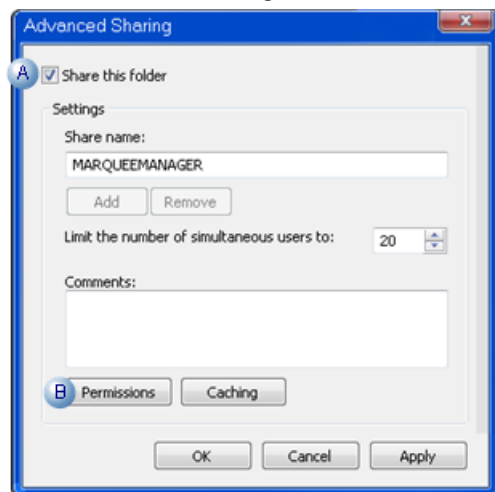 Advanced Sharing
A Share this folder
Settings
Share name:
MARQUEEMANAGER
Add Remove
Limit the number of simultaneous users to: 20
Comments:
B Permissions Caching
OK Cancel Apply